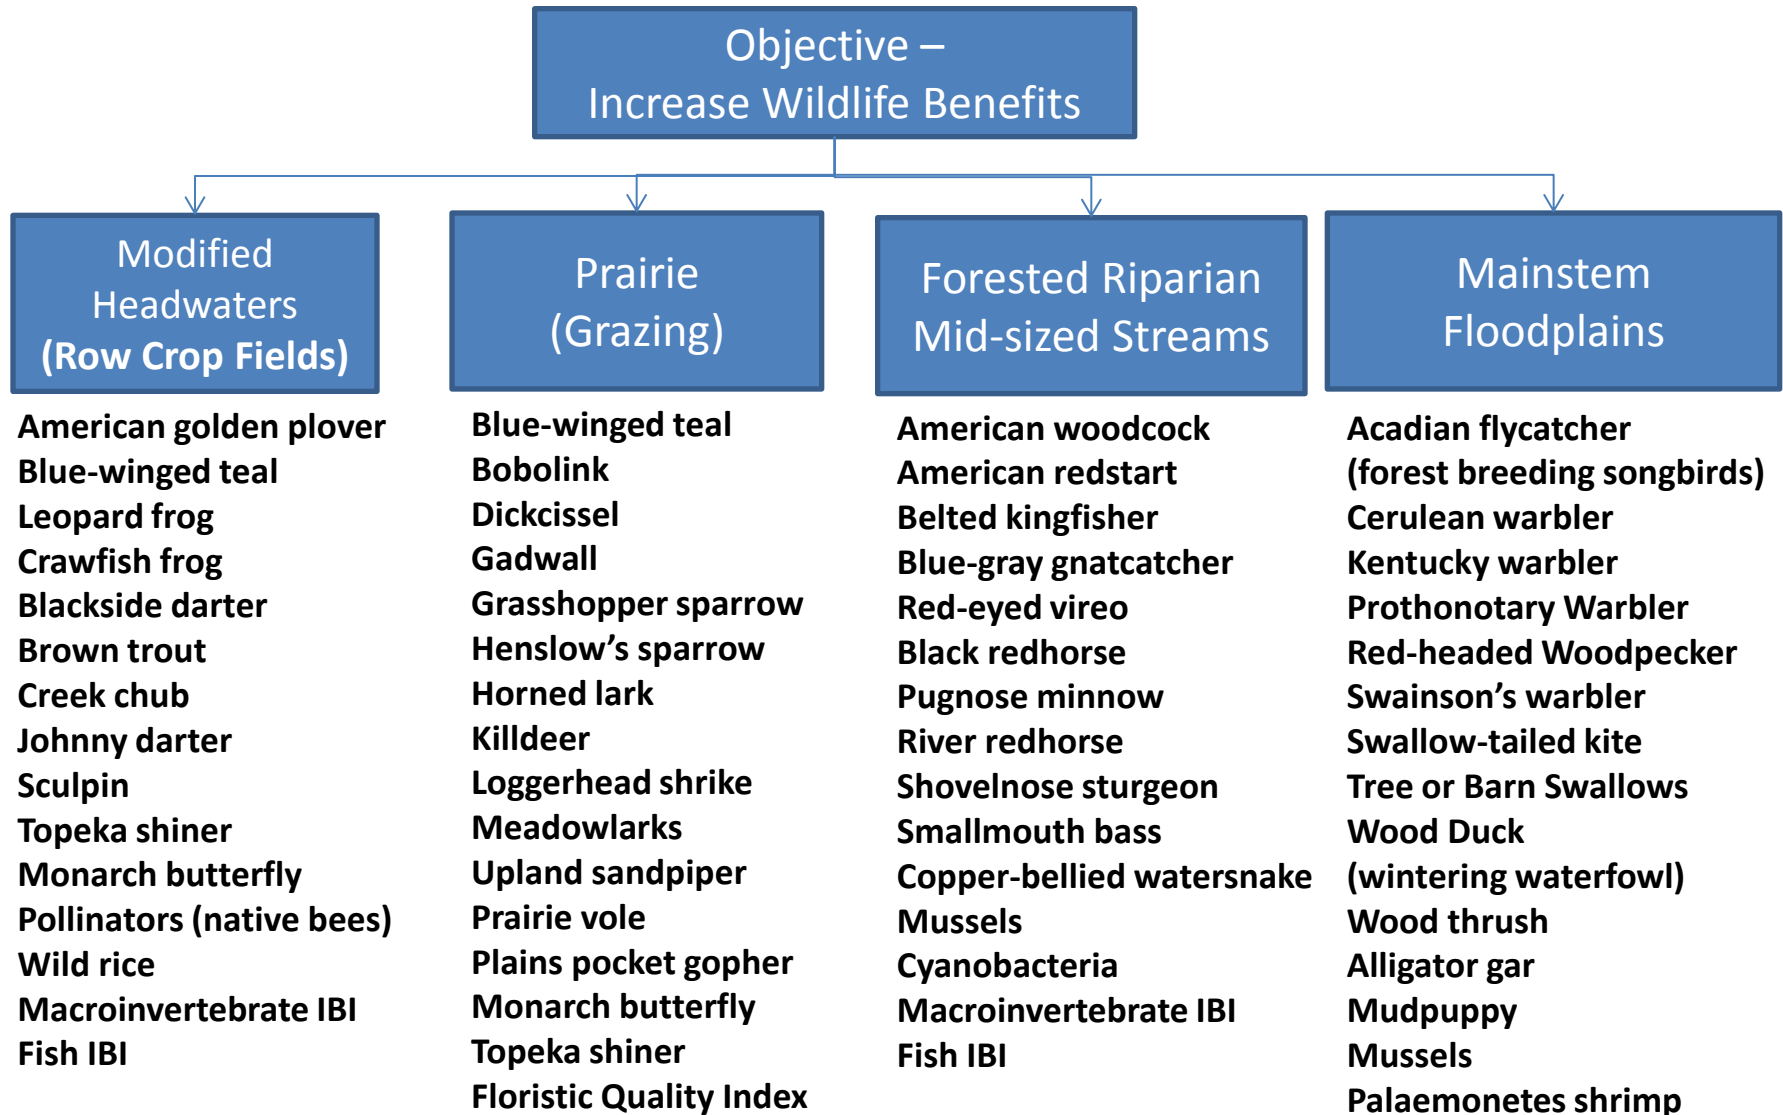 Objective –
Increase Wildlife Benefits
Modified
Headwaters
(Row Crop Fields)
American golden plover
Blue-winged teal
Leopard frog
Crawfish frog
Blackside darter
Brown trout
Creek chub
Johnny darter
Sculpin
Topeka shiner
Monarch butterfly
Pollinators (native bees)
Wild rice
Macroinvertebrate IBI
Fish IBI
Prairie
(Grazing)
Blue-winged teal
Bobolink
Dickcissel
Gadwall
Grasshopper sparrow
Henslow’s sparrow
Horned lark
Killdeer
Loggerhead shrike
Meadowlarks
Upland sandpiper
Prairie vole
Plains pocket gopher
Monarch butterfly
Topeka shiner
Floristic Quality Index
Forested Riparian
Mid-sized Streams
American woodcock
American redstart
Belted kingfisher
Blue-gray gnatcatcher
Red-eyed vireo
Black redhorse
Pugnose minnow
River redhorse
Shovelnose sturgeon
Smallmouth bass
Copper-bellied watersnake
Mussels
Cyanobacteria
Macroinvertebrate IBI
Fish IBI
Mainstem
Floodplains
Acadian flycatcher
(forest breeding songbirds)
Cerulean warbler
Kentucky warbler
Prothonotary Warbler
Red-headed Woodpecker
Swainson’s warbler
Swallow-tailed kite
Tree or Barn Swallows
Wood Duck
(wintering waterfowl)
Wood thrush
Alligator gar
Mudpuppy
Mussels
Palaemonetes shrimp